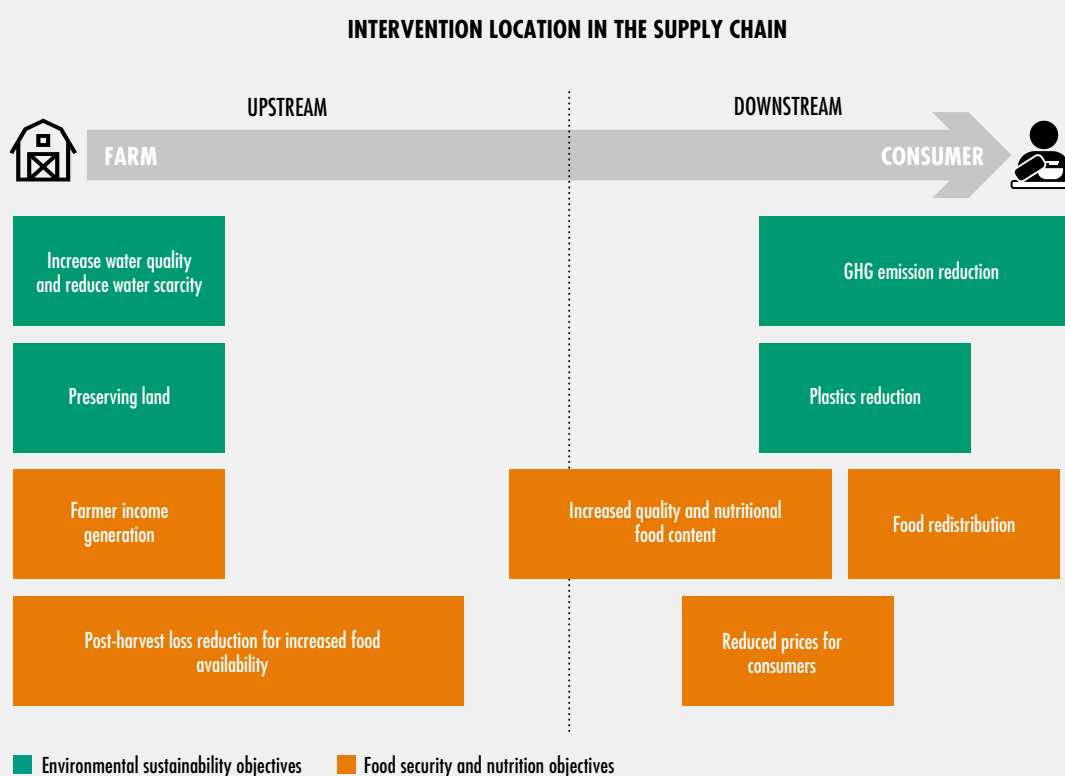 INTERVENTION LOCATION IN THE SUPPLY CHAIN
UPSTREAM
DOWNSTREAM
FARM
CONSUMER
Increase water quality
and reduce water scarcity
GHG emission reduction
Preserving land
Plastics reduction
Farmer income
generation
Increased quality and nutritional
food content
Food redistribution
Post-harvest loss reduction for increased food
availability
Reduced prices for
consumers
Environmental sustainability objectives
Food security and nutrition objectives